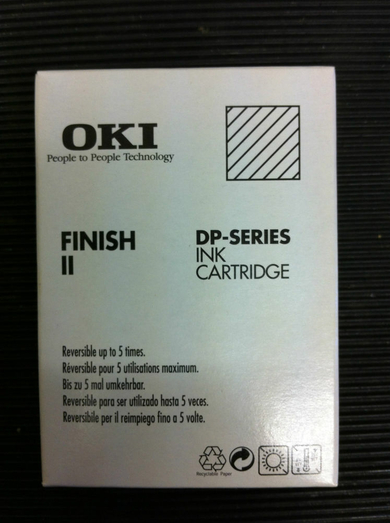 OKI
People to People Technology
FINISH
II
DP-SERIES
INK
CARTRIDGE
Reversible up to 5 times.
Réversible pour 5 utilisations maximum.
Bis zu 5 mal umkehrbar.
Reversible para ser utilizado hasta 5 veces.
Reversibile per il reimpiego fino a 5 volte.
Recyclable Paper